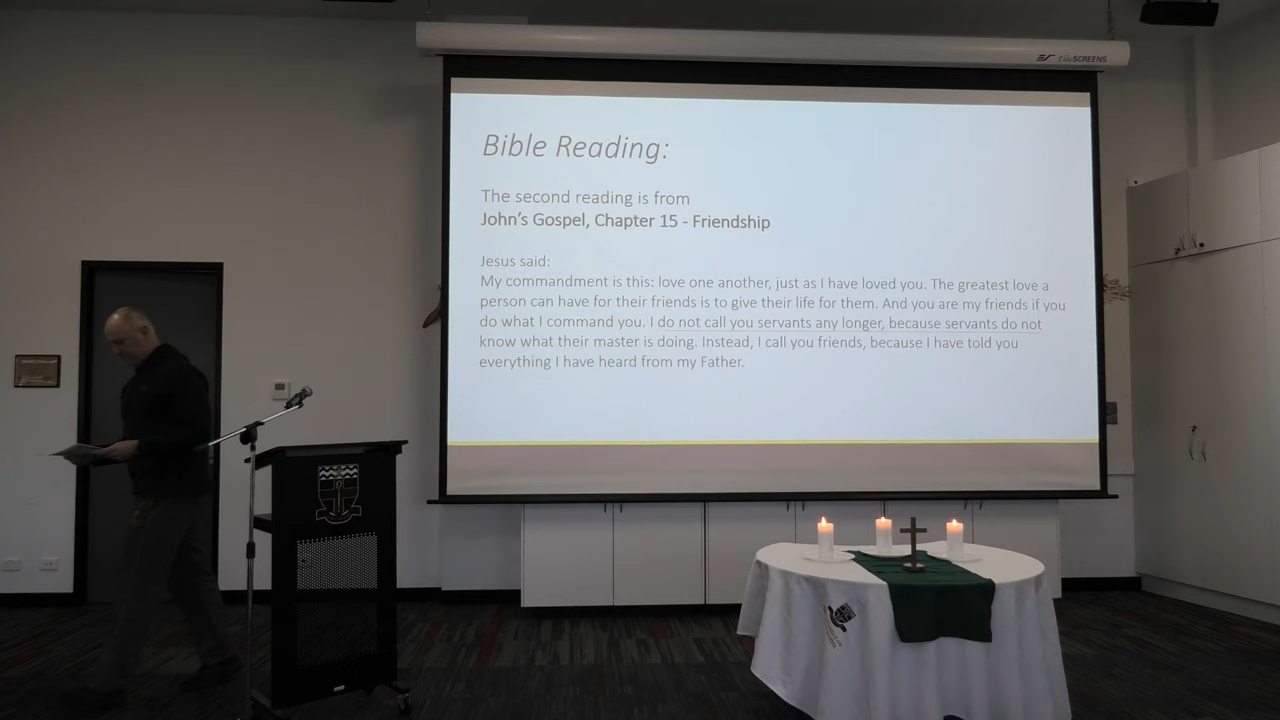 EliteSCREENS
Bible Reading:
The second reading is from
John's Gospel, Chapter 15 - Friendship
Jesus said:
My commandment is this: love one another, just as I have loved you. The greatest love a
person can have for their friends is to give their life for them. And you are my friends if you
do what I command you. I do not call you servants any longer, because servants do not
know what their master is doing. Instead, I call you friends, because I have told you
everything I have heard from my Father.